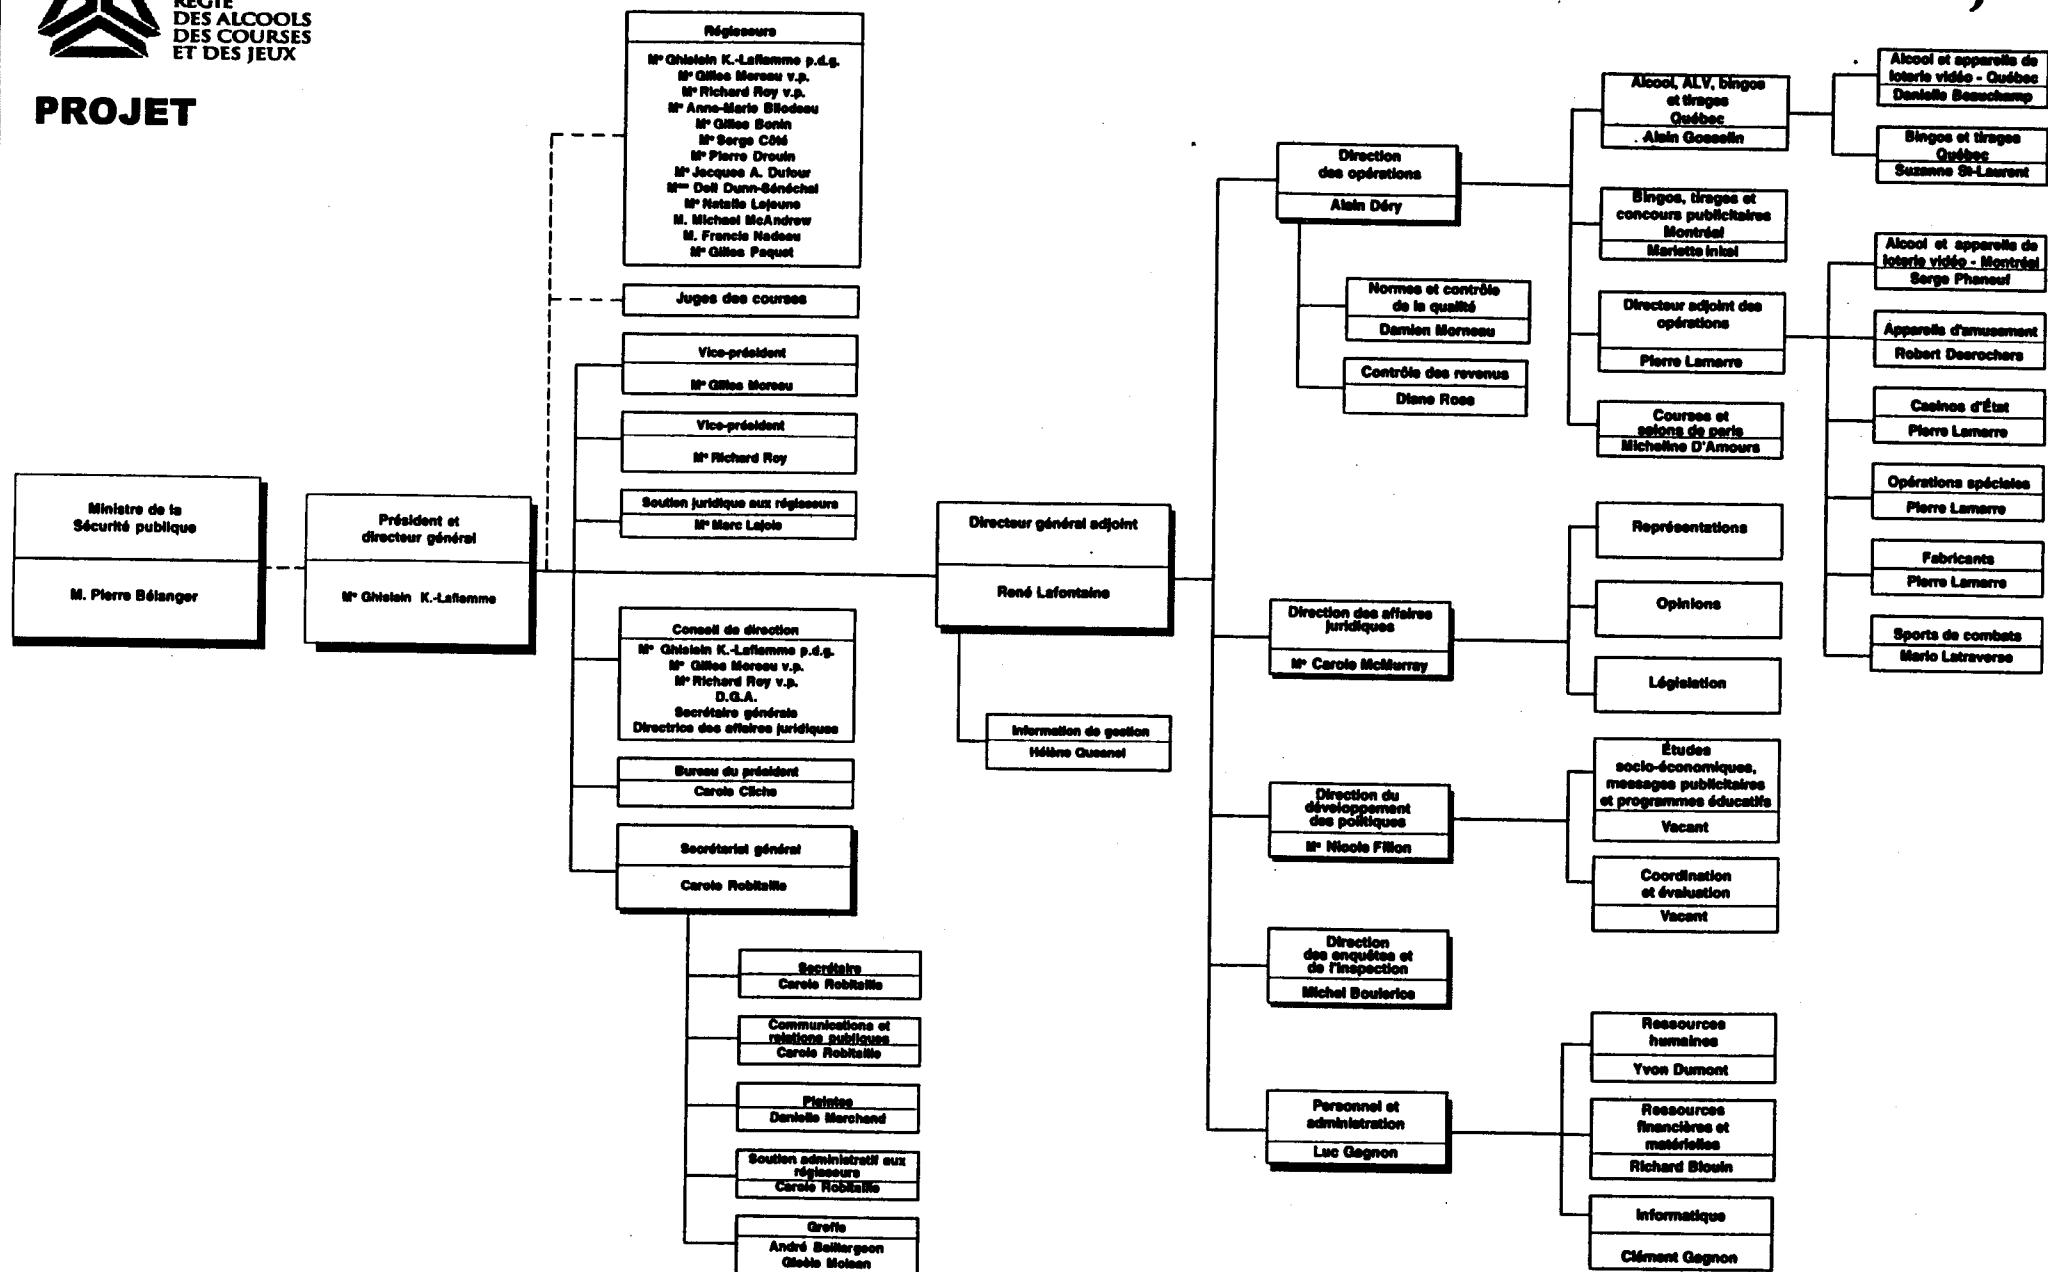 RÉGIE
DES ALCOOLS
DES COURSES
ET DES JEUX
PROJET
Ministre de la
Sécurité publique
M. Pierre Bélanger
Président et
directeur général
Me Ghislain K.-Laflamme
Régisseurs
Me Ghislain K.-Laflamme p.d.g.
Me Gilles Moreau v.p.
Me Richard Roy v.p.
Me Anne-Marie Bilodeau
Me Gilles Bonin
Me Serge Côté
Me Pierre Drouin
Me Jacques A. Dufour
Mme Dell Dunn-Sénéchal
Me Natalie Lejeune
M. Michael McAndrew
M. Francis Nadeau
Me Gilles Paquet
Juges des courses
Vice-président
Me Gilles Moreau
Vice-président
Me Richard Roy
Soutien juridique aux régisseurs
Me Marc Lajoie
Conseil de direction
Me Ghislain K.-Laflamme p.d.g.
Me Gilles Moreau v.p.
Me Richard Roy v.p.
D.G.A.
Secrétaire générale
Directrice des affaires juridiques
Bureau du président
Carole Cliche
Secrétariat général
Carole Robitaille
Secrétaire
Carole Robitaille
Communications et
relations publiques
Carole Robitaille
Plaintes
Danielle Marchand
Soutien administratif aux
régisseurs
Carole Robitaille
Greffe
André Baillargeon
Gisèle Moisan
Directeur général adjoint
René Lafontaine
Information de gestion
Hélène Quesnel
Direction
des opérations
Alain Déry
Normes et contrôle
de la qualité
Damien Morneau
Contrôle des revenus
Diane Rose
Alcool, ALV, bingos
et tirages
Québec
Alain Gosselin
Alcool et appareils de
loterie vidéo - Québec
Danielle Beauchamp
Bingos et tirages
Québec
Suzanne St-Laurent
Bingos, tirages et
concours publicitaires
Montréal
Mariette Inkel
Directeur adjoint des
opérations
Pierre Lamarre
Alcool et appareils de
loterie vidéo - Montréal
Serge Phaneuf
Appareils d'amusement
Robert Desrochers
Casinos d'État
Pierre Lamarre
Opérations spéciales
Pierre Lamarre
Fabricants
Pierre Lamarre
Sports de combats
Mario Latraverse
Courses et
salons de paris
Micheline D'Amours
Direction des affaires
juridiques
Me Carole McMurray
Représentations
Opinions
Législation
Direction du
développement
des politiques
Me Nicole Fillon
Études
socio-économiques,
messages publicitaires
et programmes éducatifs
Vacant
Coordination
et évaluation
Vacant
Direction
des enquêtes et
de l'inspection
Michel Boulerice
Personnel et
administration
Luc Gagnon
Ressources
humaines
Yvon Dumont
Ressources
financières et
matérielles
Richard Blouin
Informatique
Clément Gagnon